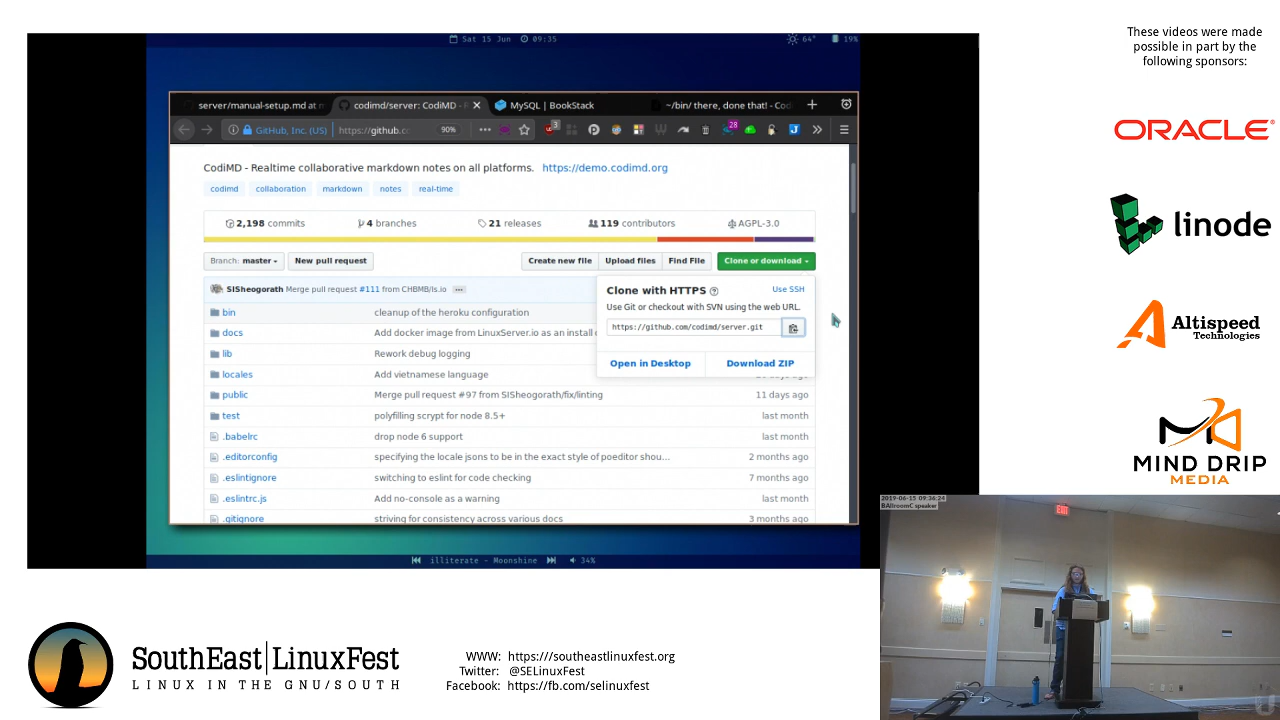 Sat 15 Jun 09:35
64° 19%
server/manual-setup.md at m
codimd/server: CodiMD - R
MySQL | BookStack
~/bin/ there, done that! - Codi
GitHub, Inc. (US)
https://github.co
90%
3
28
CodiMD - Realtime collaborative markdown notes on all platforms. https://demo.codimd.org
codimd collaboration markdown notes real-time
2,198 commits 4 branches 21 releases 119 contributors AGPL-3.0
Branch: master New pull request Create new file Upload files Find File Clone or download
SISheogorath Merge pull request #111 from CHBMB/ls.io ...
Clone with HTTPS
Use SSH
Use Git or checkout with SVN using the web URL.
https://github.com/codimd/server.git
Open in Desktop Download ZIP
bin cleanup of the heroku configuration
docs Add docker image from LinuxServer.io as an install
lib Rework debug logging
locales Add vietnamese language
public Merge pull request #97 from SISheogorath/fix/linting 11 days ago
test polyfilling scrypt for node 8.5+ last month
.babelrc drop node 6 support last month
.editorconfig specifying the locale jsons to be in the exact style of poeditor shou... 2 months ago
.eslintignore switching to eslint for code checking 7 months ago
.eslintrc.js Add no-console as a warning last month
.gitignore striving for consistency across various docs 3 months ago
illiterate - Moonshine 34%
These videos were made
possible in part by the
following sponsors:
ORACLE
linode
Altispeed
Technologies
MIND DRIP
MEDIA
2019-06-15 09:36:24
BAllroomC speaker
EXIT
SouthEast LinuxFest
LINUX IN THE GNU/SOUTH
WWW: https:///southeastlinuxfest.org
Twitter: @SELinuxFest
Facebook: https://fb.com/selinuxfest